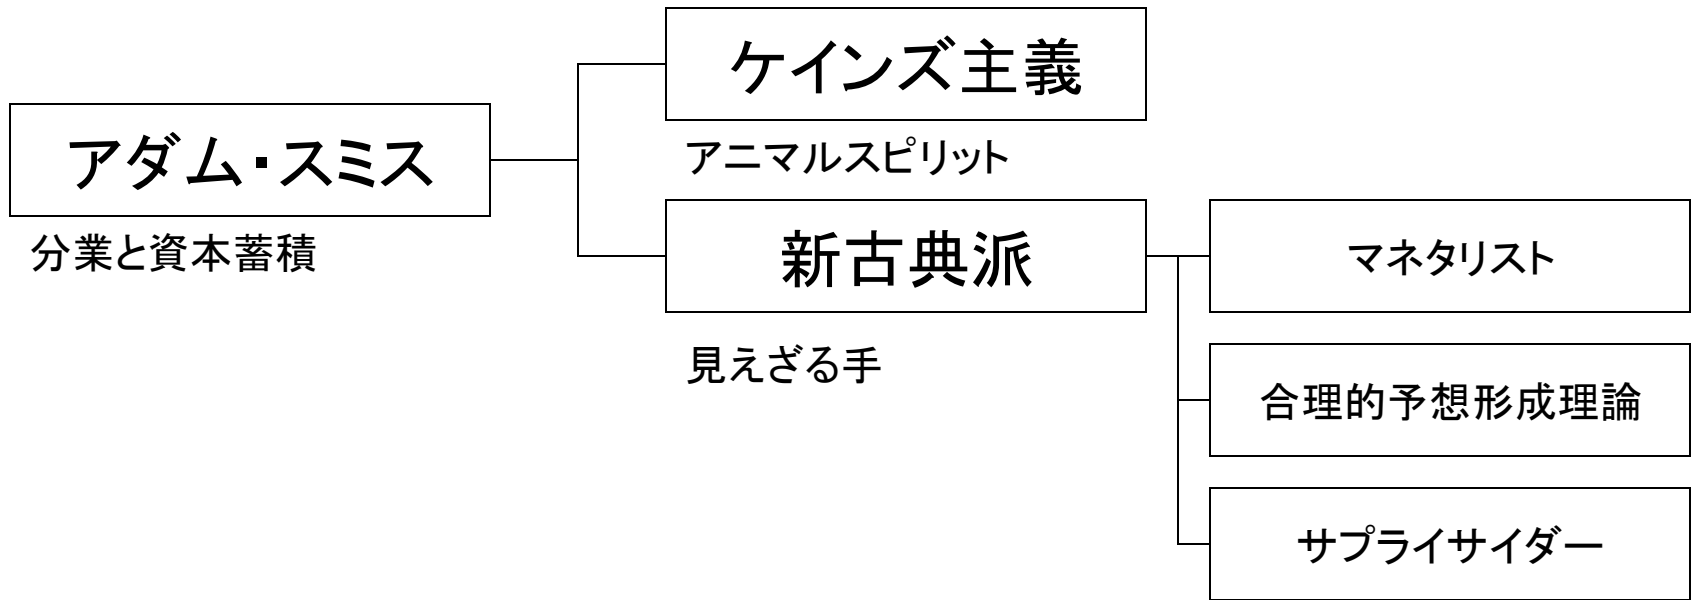 アダム・スミス
分業と資本蓄積
ケインズ主義
アニマルスピリット
新古典派
見えざる手
マネタリスト
合理的予想形成理論
サプライサイダー